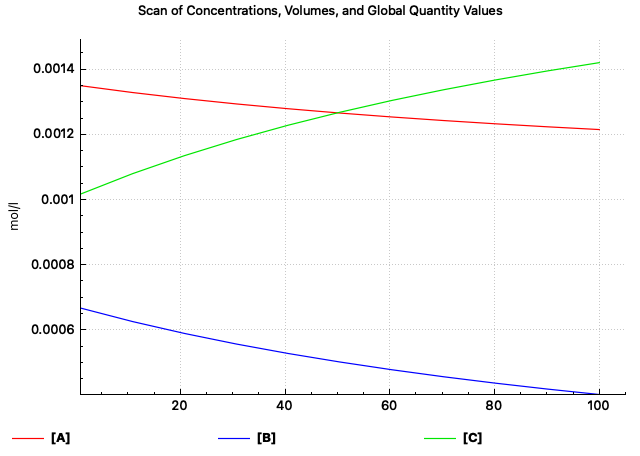 Scan of Concentrations, Volumes, and Global Quantity Values
0.0014
0.0012
0.001
0.0008
0.0006
mol/l
20 40 60 80 100
[A] [B] [C]